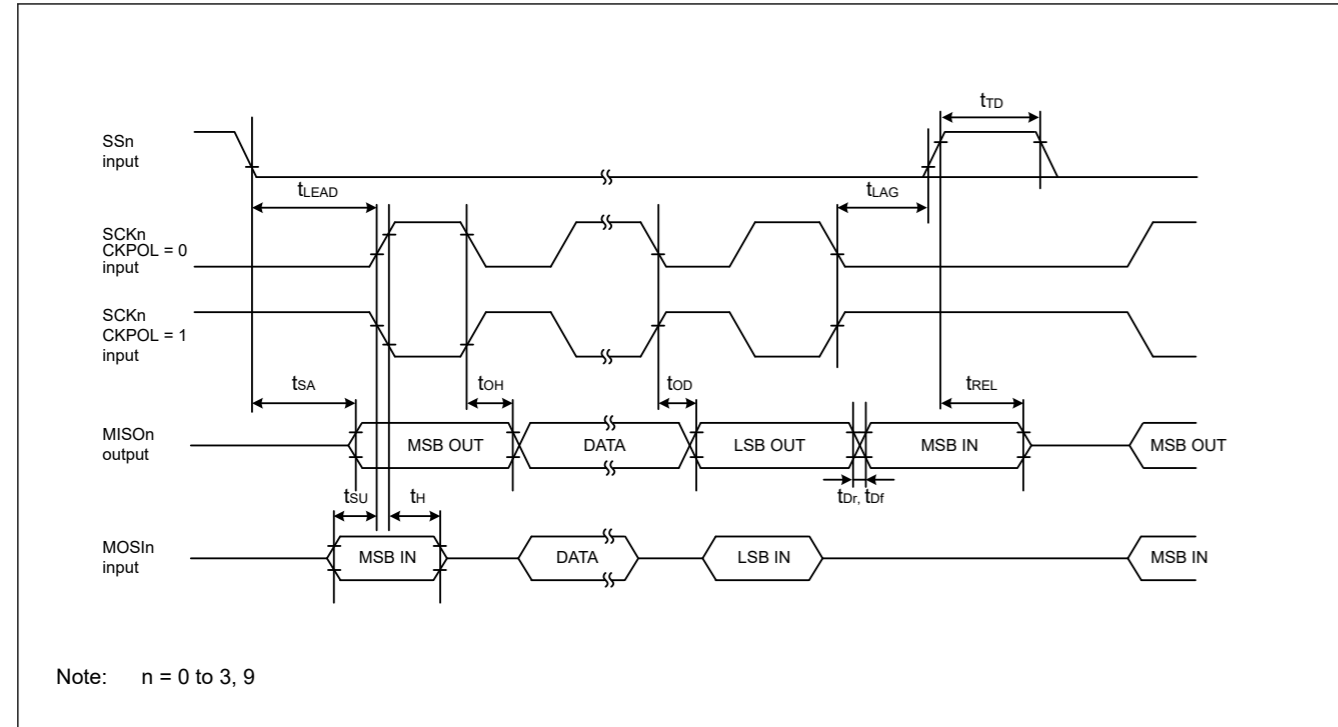 tTD
SSn
input
tLEAD
tLAG
SCKn
CKPOL = 0
input
SCKn
CKPOL = 1
input
tSA
tOH
tOD
tREL
MISOn
output
MSB OUT
DATA
LSB OUT
MSB IN
MSB OUT
tSU
tH
tDr, tDf
MOSIn
input
MSB IN
DATA
LSB IN
MSB IN
Note: n = 0 to 3, 9